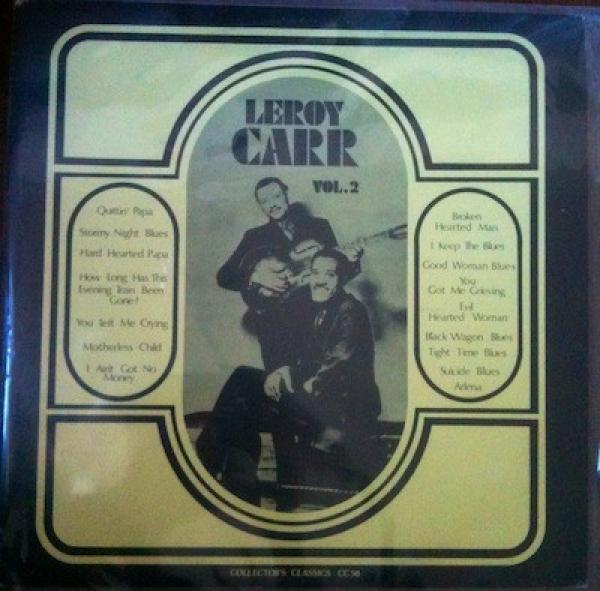 LEROY
CARR
VOL.2
Quittin' Papa
Stormy Night Blues
Hard Hearted Papa
How Long Has This
Evening Train Been
Gone?
You Left Me Crying
Motherless Child
I Ain't Got No
Money
Broken
Hearted Man
I Keep The Blues
Good Woman Blues
You
Got Me Grieving
Evil
Hearted Woman
Black Wagon Blues
Tight Time Blues
Suicide Blues
Arlena
COLLECTOR'S CLASSICS CC 56